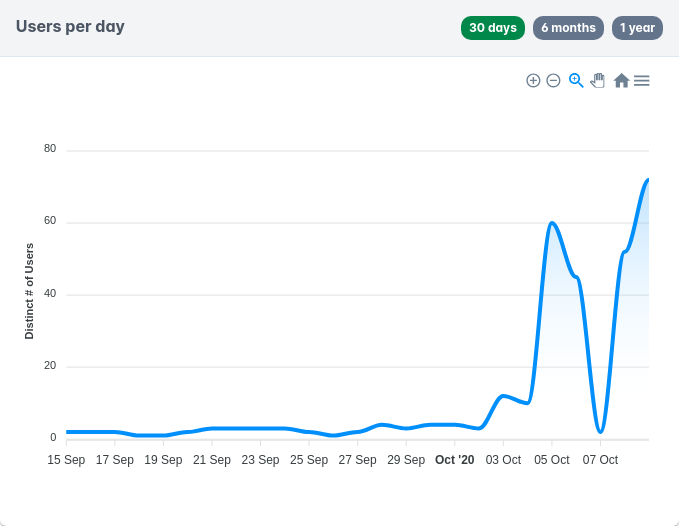 Users per day
30 days
6 months
1 year
80
60
40
20
0
Distinct # of Users
15 Sep
17 Sep
19 Sep
21 Sep
23 Sep
25 Sep
27 Sep
29 Sep
Oct '20
03 Oct
05 Oct
07 Oct